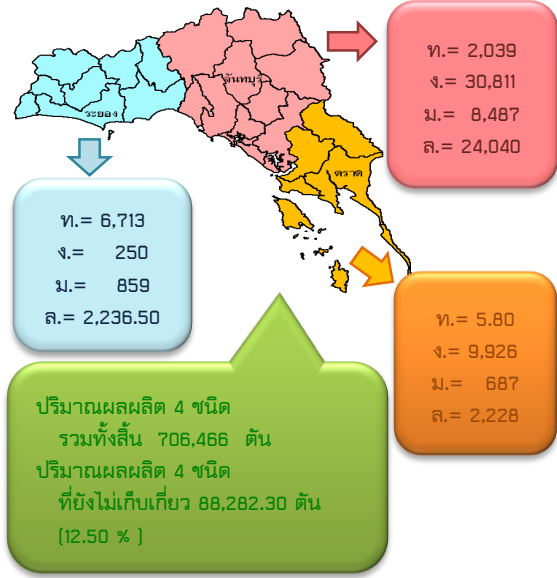 ท.= 2,039
ง.= 30,811
ม.= 8,487
ล.= 24,040
จันทบุรี
ระยอง
ตราด
ท.= 6,713
ง.= 250
ม.= 859
ล.= 2,236.50
ท.= 5.80
ง.= 9,926
ม.= 687
ล.= 2,228
ปริมาณผลผลิต 4 ชนิด
รวมทั้งสิ้น 706,466 ตัน
ปริมาณผลผลิต 4 ชนิด
ที่ยังไม่เก็บเกี่ยว 88,282.30 ตัน
(12.50 % )